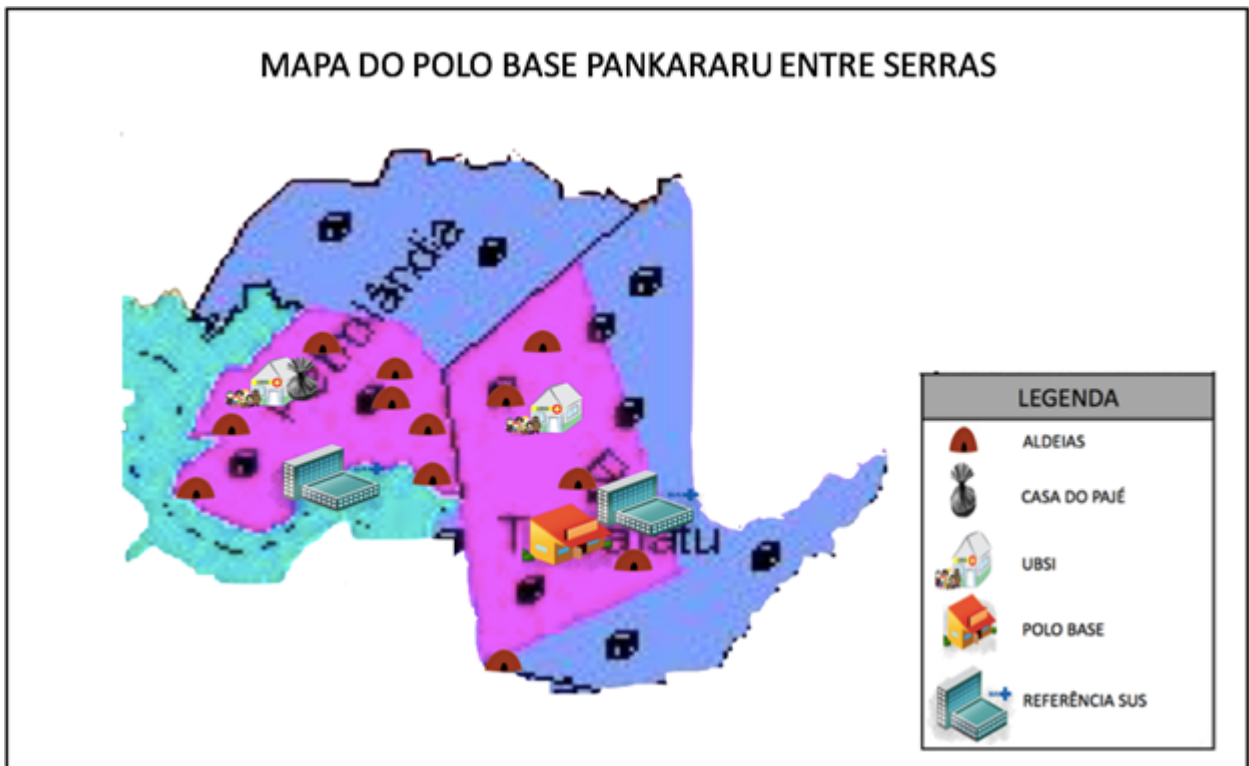 MAPA DO POLO BASE PANKARARU ENTRE SERRAS
LEGENDA
ALDEIAS
CASA DO PAJÉ
UBSI
POLO BASE
REFERÊNCIA SUS